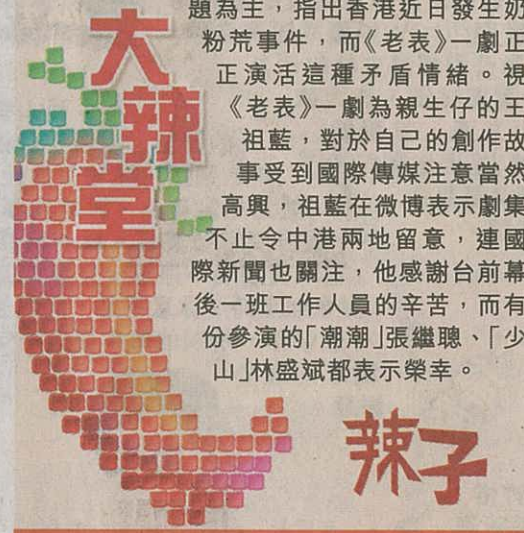 大辣堂
題為主，指出香港近日發生奶
粉荒事件，而《老表》一劇正
正演活這種矛盾情緒。視
《老表》一劇為親生仔的王
祖藍，對於自己的創作故
事受到國際傳媒注意當然
高興，祖藍在微博表示劇集
不止令中港兩地留意，連國
際新聞也關注，他感謝台前幕
後一班工作人員的辛苦，而有
份參演的「潮潮」張繼聰、「少
山」林盛斌都表示榮幸。
辣子